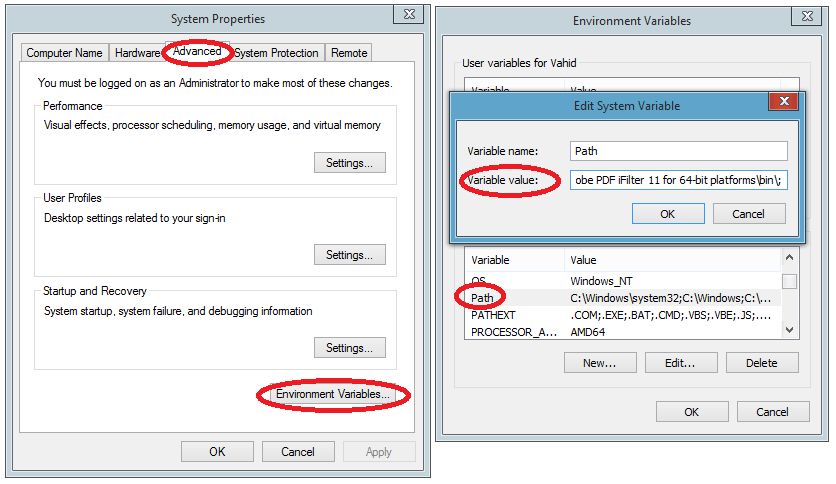 System Properties
Computer Name
Hardware
Advanced
System Protection
Remote
You must be logged on as an Administrator to make most of these changes.
Performance
Visual effects, processor scheduling, memory usage, and virtual memory
Settings...
User Profiles
Desktop settings related to your sign-in
Settings...
Startup and Recovery
System startup, system failure, and debugging information
Settings...
Environment Variables...
OK
Cancel
Apply
Environment Variables
User variables for Vahid
Variable
Value
Edit System Variable
Variable name:
Path
Variable value:
obe PDF iFilter 11 for 64-bit platforms\bin\;
OK
Cancel
Variable
Value
OS
Windows_NT
Path
C:\Windows\system32;C:\Windows;C:\...
PATHEXT
.COM;.EXE;.BAT;.CMD;.VBS;.VBE;.JS;....
PROCESSOR_A...
AMD64
New...
Edit...
Delete
OK
Cancel